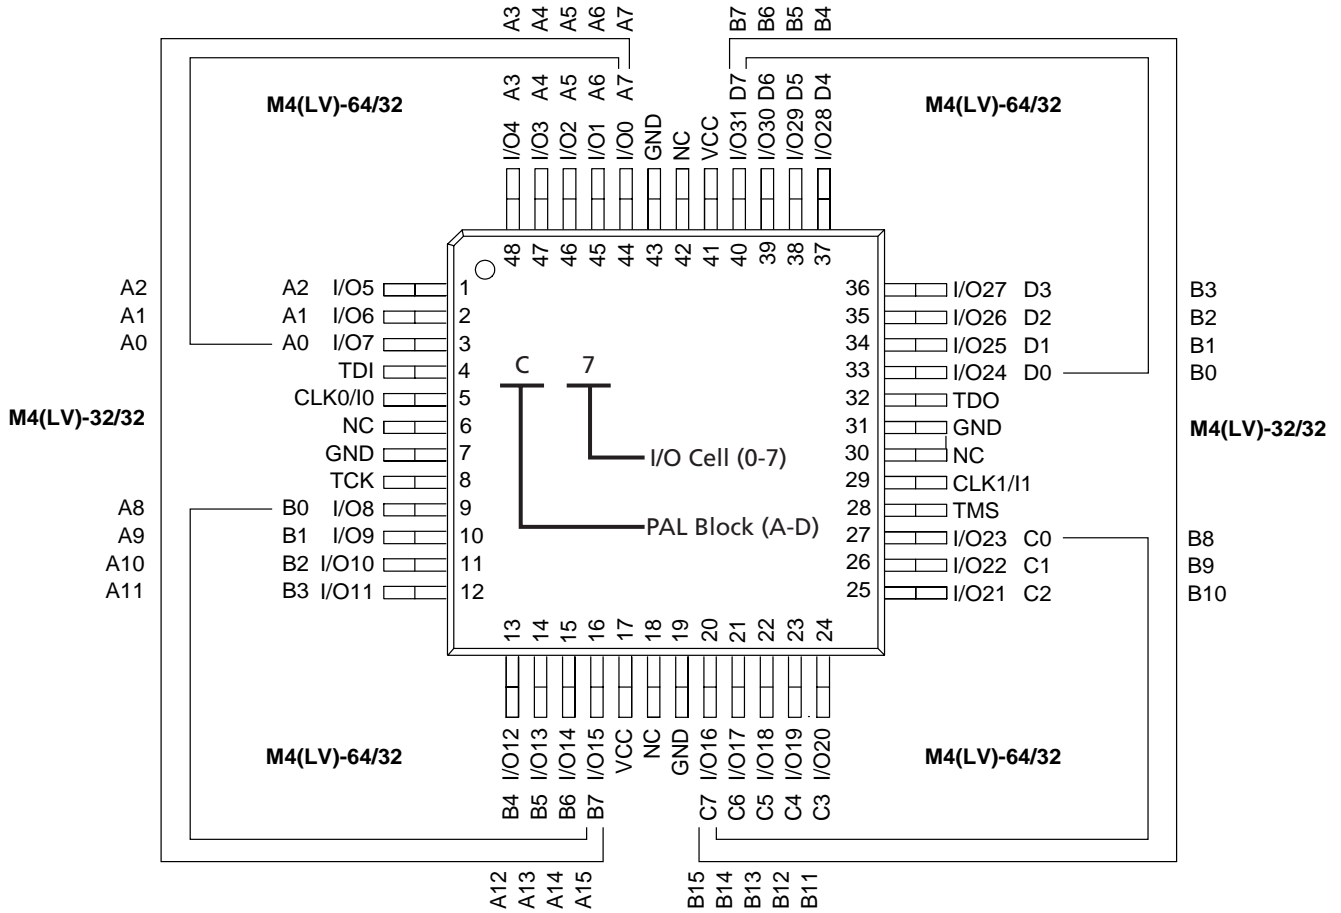 A3 A4 A5 A6 A7 B7 B6 B5 B4
M4(LV)-64/32 A3 A4 A5 A6 A7 D7 D6 D5 D4 M4(LV)-64/32
I/O4 I/O3 I/O2 I/O1 I/O0 GND NC VCC I/O31 I/O30 I/O29 I/O28
48 47 46 45 44 43 42 41 40 39 38 37
A2 A2 I/O5 1 36 I/O27 D3 B3
A1 A1 I/O6 2 35 I/O26 D2 B2
A0 A0 I/O7 3 34 I/O25 D1 B1
TDI 4 C 7 33 I/O24 D0 B0
CLK0/I0 5 32 TDO
M4(LV)-32/32 NC 6 31 GND M4(LV)-32/32
GND 7 I/O Cell (0-7) 30 NC
TCK 8 29 CLK1/I1
A8 B0 I/O8 9 28 TMS
A9 B1 I/O9 10 PAL Block (A-D) 27 I/O23 C0 B8
A10 B2 I/O10 11 26 I/O22 C1 B9
A11 B3 I/O11 12 25 I/O21 C2 B10
13 14 15 16 17 18 19 20 21 22 23 24
M4(LV)-64/32 I/O12 I/O13 I/O14 I/O15 VCC NC GND I/O16 I/O17 I/O18 I/O19 I/O20 M4(LV)-64/32
B4 B5 B6 B7 C7 C6 C5 C4 C3
A12 A13 A14 A15 B15 B14 B13 B12 B11